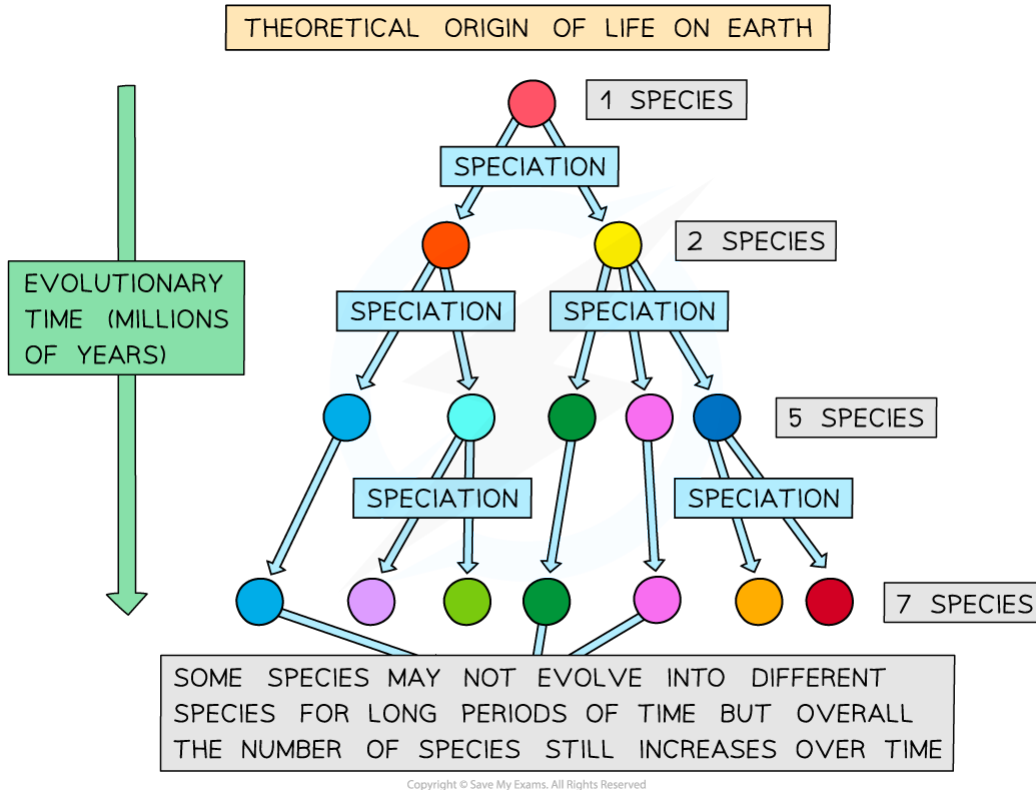 THEORETICAL ORIGIN OF LIFE ON EARTH
1 SPECIES
SPECIATION
2 SPECIES
EVOLUTIONARY
TIME (MILLIONS
OF YEARS)
SPECIATION
SPECIATION
5 SPECIES
SPECIATION
SPECIATION
7 SPECIES
SOME SPECIES MAY NOT EVOLVE INTO DIFFERENT
SPECIES FOR LONG PERIODS OF TIME BUT OVERALL
THE NUMBER OF SPECIES STILL INCREASES OVER TIME
Copyright © Save My Exams. All Rights Reserved